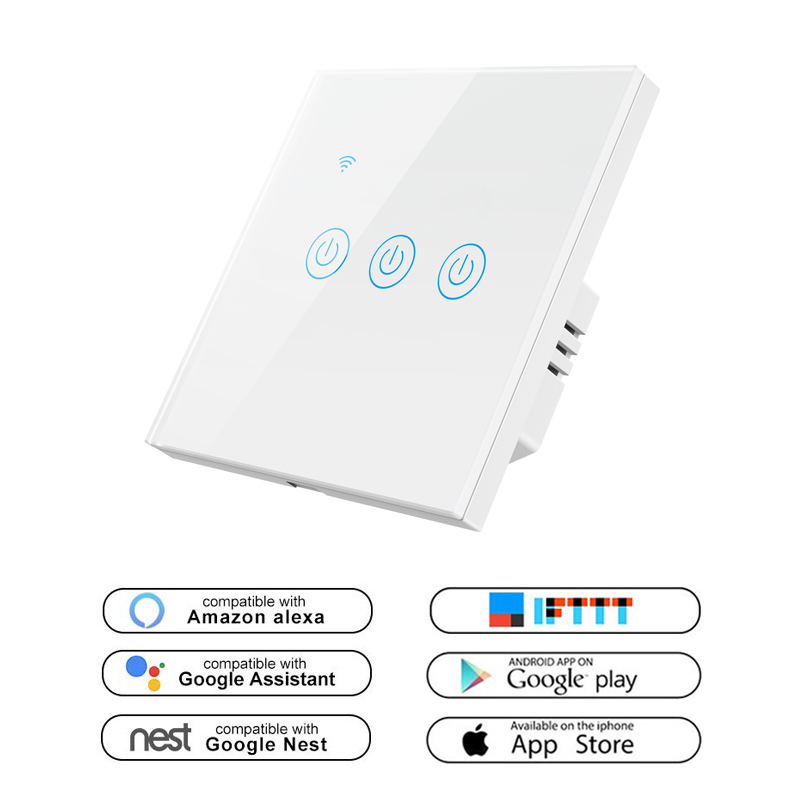 compatible with
Amazon alexa
IFTTT
compatible with
Google Assistant
ANDROID APP ON
Google play
nest
compatible with
Google Nest
Available on the iphone
App Store